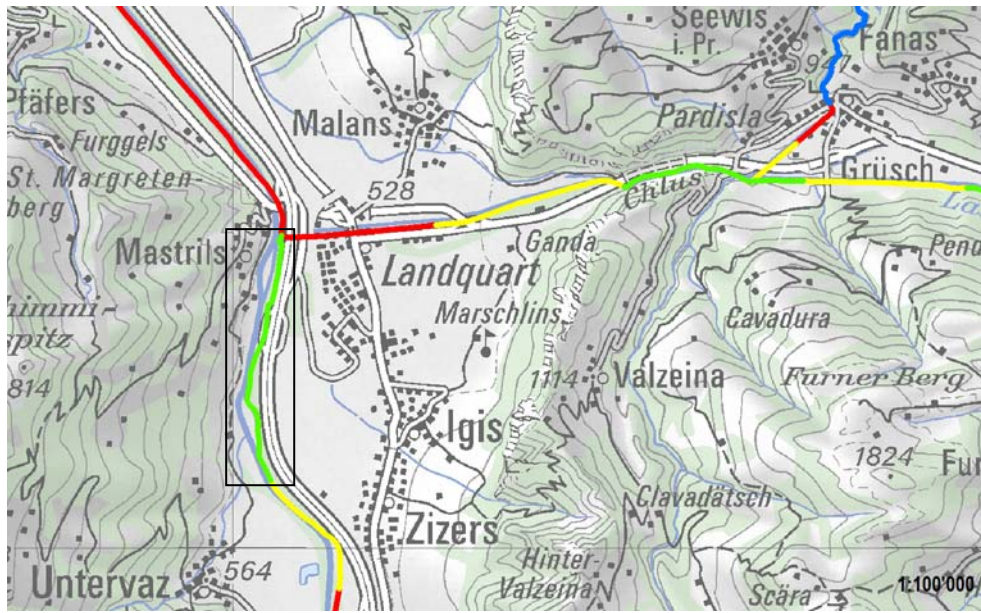 Seewis
i. Pr.
Fanas
947
Pfäfers
Malans
Pardisla
Furggels
St. Margreten-
berg
528
Grüsch
Chlus
Mastrils
Ganda
Landquart
Marschlins
Cavadura
814
1114
Valzeina
Furner Berg
Igis
1824
Clavadätsch
Zizers
Hinter-
Valzeina
Untervaz
564
Scära
1:100'000